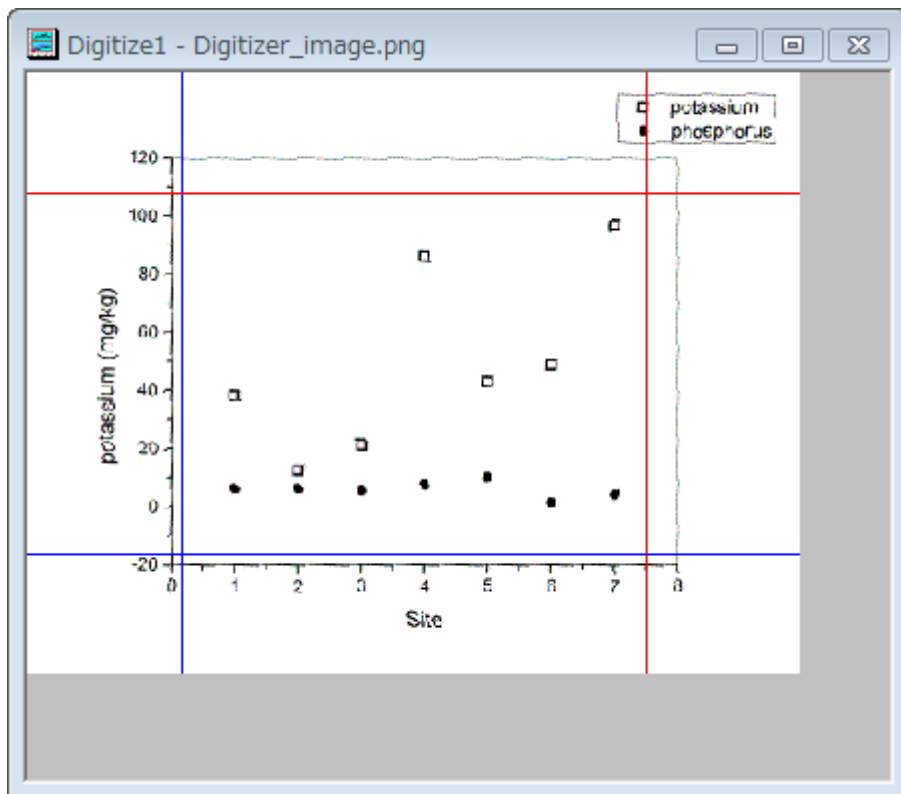 Digitize1 - Digitizer_image.png
potassium
phosphorus
120
100
80
60
40
20
0
-20
potassium (mg/kg)
0 1 2 3 4 5 6 7 8
Site